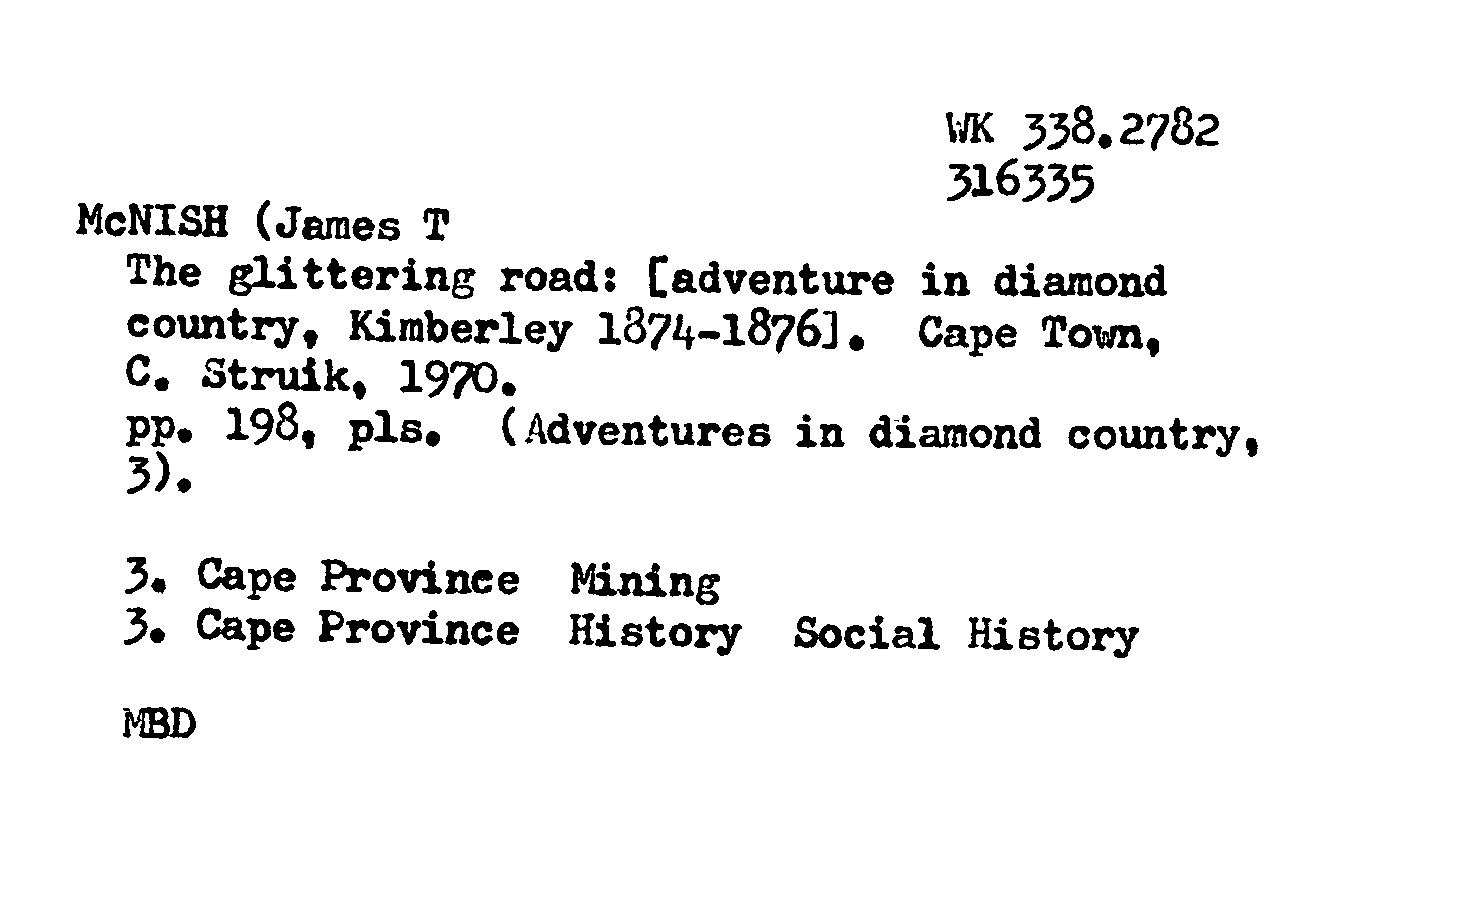 WK 338.2782
316335
McNISH (James T
The glittering road: [adventure in diamond
country, Kimberley 1874-1876]. Cape Town,
C. Struik, 1970.
pp. 198, pls. (Adventures in diamond country,
3).
3. Cape Province Mining
3. Cape Province History Social History
MBD